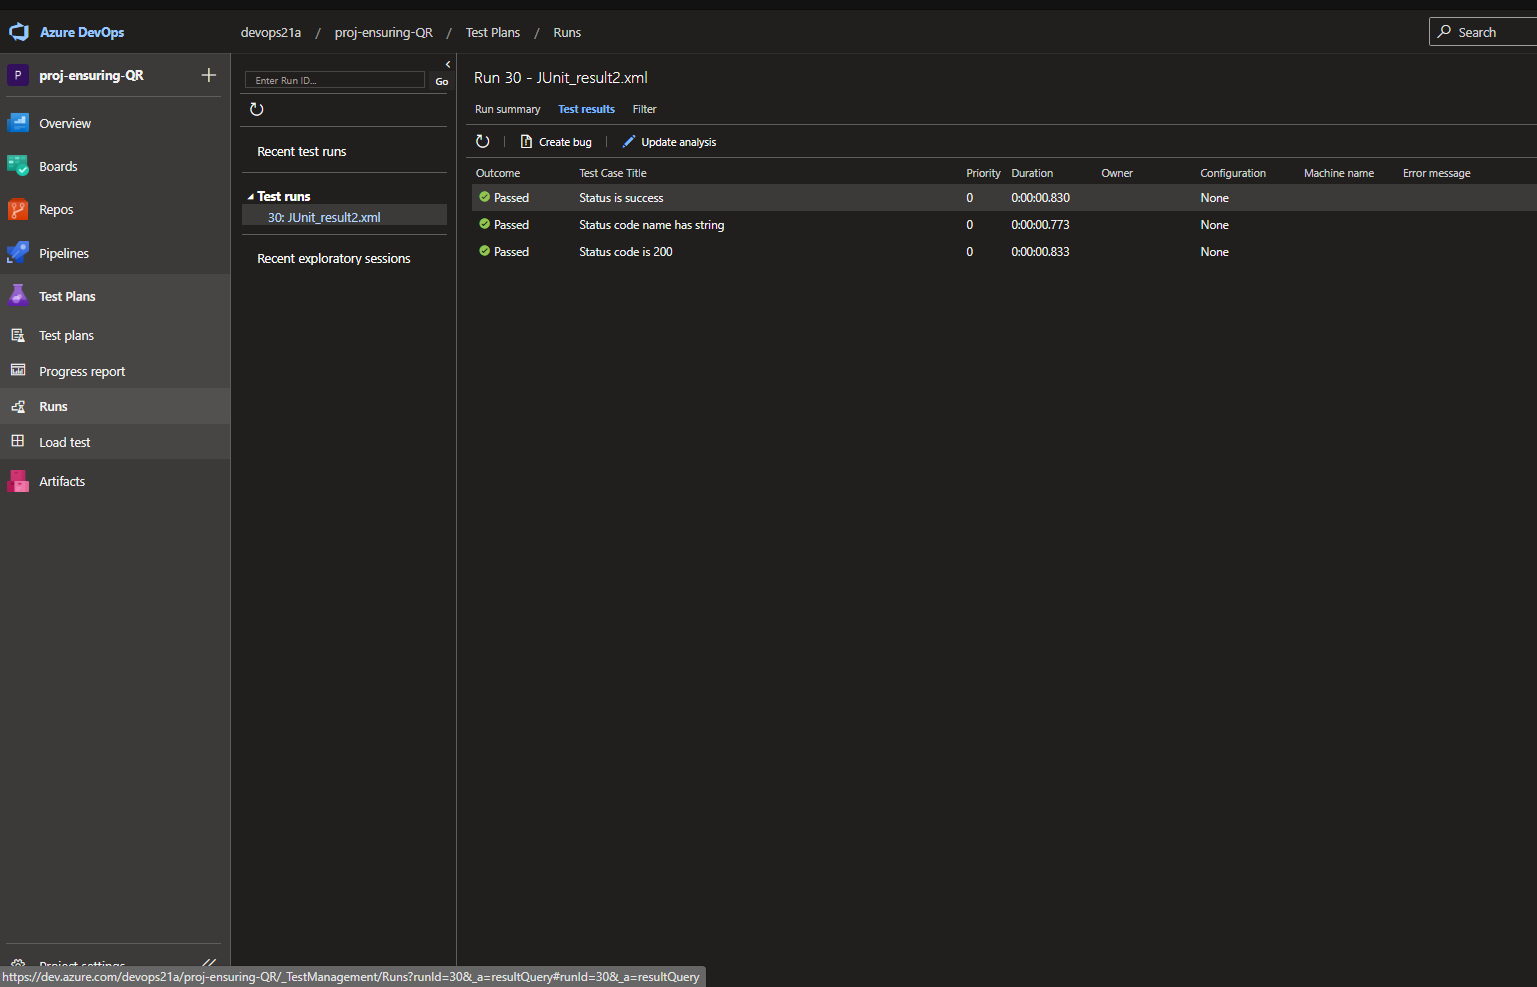 Azure DevOps
devops21a / proj-ensuring-QR / Test Plans / Runs
Search
P proj-ensuring-QR
Overview
Boards
Repos
Pipelines
Test Plans
Test plans
Progress report
Runs
Load test
Artifacts
Project settings
Enter Run ID...
Go
Recent test runs
Test runs
30: JUnit_result2.xml
Recent exploratory sessions
Run 30 - JUnit_result2.xml
Run summary Test results Filter
Create bug Update analysis
Outcome Test Case Title Priority Duration Owner Configuration Machine name Error message
Passed Status is success 0 0:00:00.830 None
Passed Status code name has string 0 0:00:00.773 None
Passed Status code is 200 0 0:00:00.833 None
https://dev.azure.com/devops21a/proj-ensuring-QR/_TestManagement/Runs?runId=30&_a=resultQuery#runId=30&_a=resultQuery